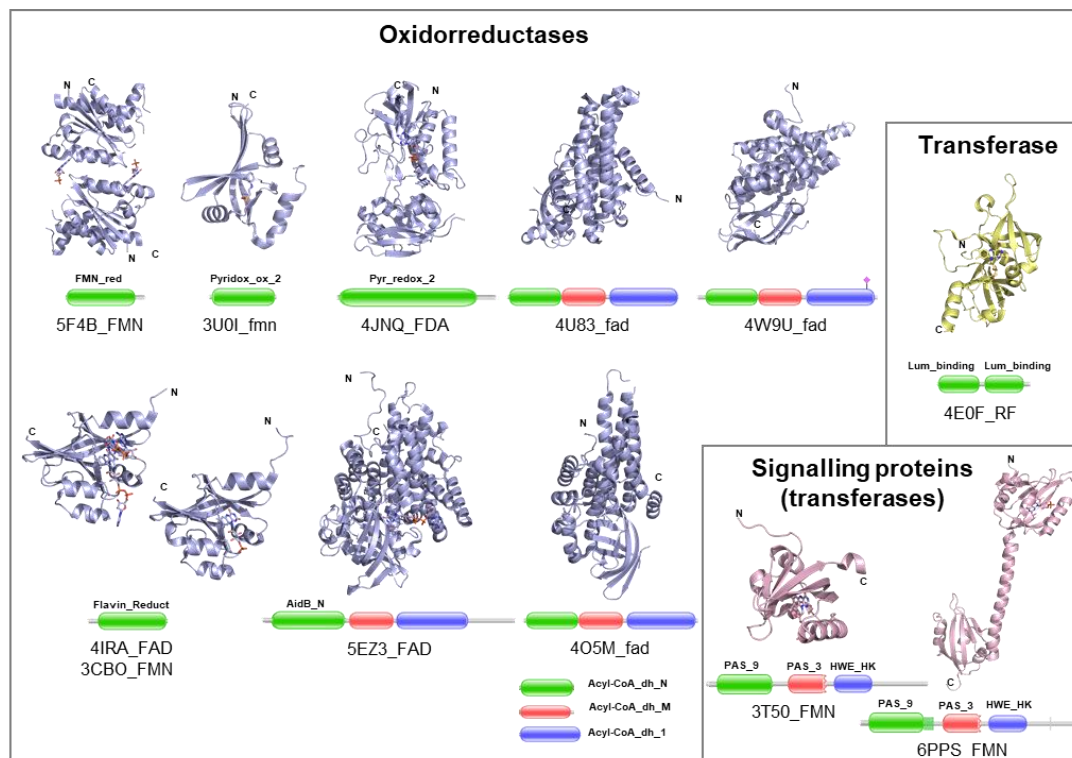 Oxidorreductases
N
C
N
C
N
C
C
N
N
N
C
N
C
FMN_red
Pyridox_ox_2
Pyr_redox_2
5F4B_FMN
3U0I_fmn
4JNQ_FDA
4U83_fad
4W9U_fad
Transferase
N
C
Lum_binding
Lum_binding
4E0F_RF
N
C
N
C
N
C
N
C
Flavin_Reduct
AidB_N
4IRA_FAD
3CBO_FMN
5EZ3_FAD
4O5M_fad
Acyl-CoA_dh_N
Acyl-CoA_dh_M
Acyl-CoA_dh_1
Signalling proteins
(transferases)
N
N
C
C
PAS_9
PAS_3
HWE_HK
3T50_FMN
PAS_9
PAS_3
HWE_HK
6PPS_FMN